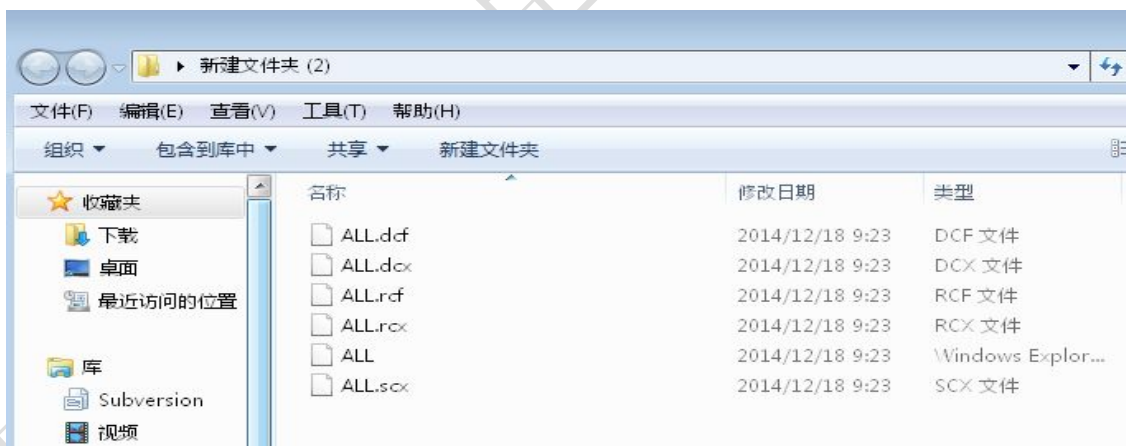 新建文件夹 (2)
文件(F) 编辑(E) 查看(V) 工具(T) 帮助(H)
组织 包含到库中 共享 新建文件夹
收藏夹
下载
桌面
最近访问的位置
库
Subversion
视频
名称 修改日期 类型
ALL.dcf 2014/12/18 9:23 DCF 文件
ALL.dcx 2014/12/18 9:23 DCX 文件
ALL.rcf 2014/12/18 9:23 RCF 文件
ALL.rcx 2014/12/18 9:23 RCX 文件
ALL 2014/12/18 9:23 Windows Explor...
ALL.scx 2014/12/18 9:23 SCX 文件